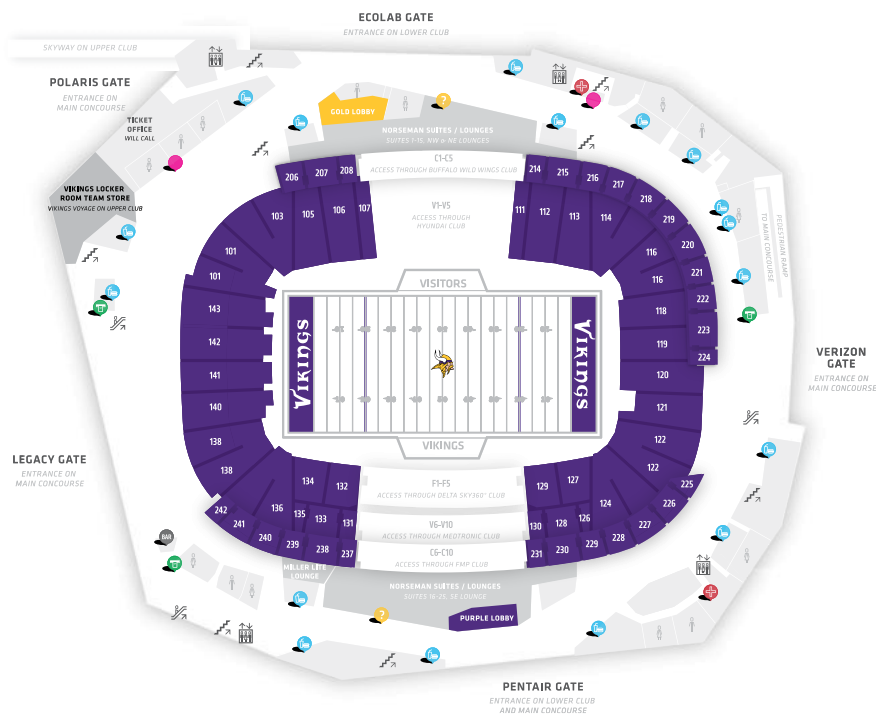 ECOLAB GATE
ENTRANCE ON LOWER CLUB
SKYWAY ON UPPER CLUB
POLARIS GATE
ENTRANCE ON
MAIN CONCOURSE
TICKET
OFFICE
WILL CALL
GOLD LOBBY
?
NORSEMAN SUITES / LOUNGES
SUITES 1-15, NW & NE LOUNGES
VIKINGS LOCKER
ROOM TEAM STORE
VIKINGS VOYAGE ON UPPER CLUB
C1-C5
ACCESS THROUGH BUFFALO WILD WINGS CLUB
206 207 208
214 215 216 217 218 219 220 221 222 223 224
V1-V5
ACCESS THROUGH
HYUNDAI CLUB
101 101 103 105 106 107
111 112 113 114 116 116 118 119 120 121 122 122
PEDESTRIAN RAMP
TO MAIN CONCOURSE
143
142
141
140
138
138
VISITORS
VIKINGS
VIKINGS
VIKINGS
VERIZON
GATE
ENTRANCE ON
MAIN CONCOURSE
LEGACY GATE
ENTRANCE ON
MAIN CONCOURSE
136 135 134 133 132 131
F1-F5
ACCESS THROUGH DELTA SKY360° CLUB
V6-V10
ACCESS THROUGH MEDTRONIC CLUB
C6-C10
ACCESS THROUGH FMP CLUB
130 129 128 127 126 124
242 241 240 239 238 237
231 230 229 228 227 226 225
BAR
MILLER LITE
LOUNGE
NORSEMAN SUITES / LOUNGES
SUITES 16-25, SE LOUNGE
?
PURPLE LOBBY
PENTAIR GATE
ENTRANCE ON LOWER CLUB
AND MAIN CONCOURSE